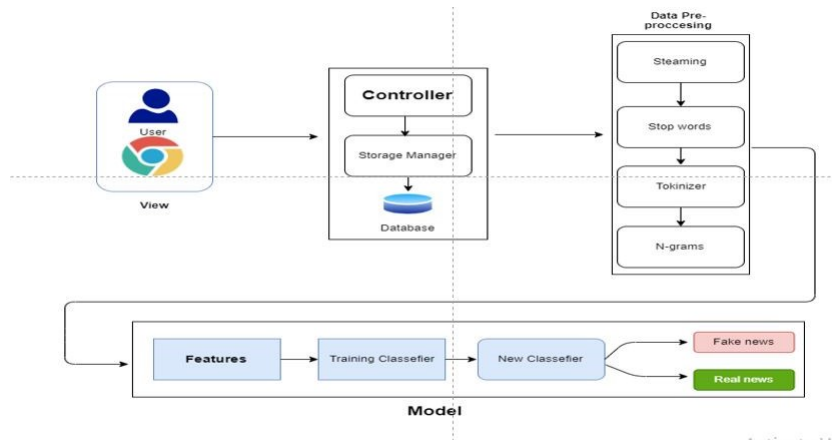 Data Pre-
proccesing
Steaming
Controller
User
Stop words
Storage Manager
Tokinizer
View
Database
N-grams
Fake news
Features
Training Classefier
New Classefier
Real news
Model